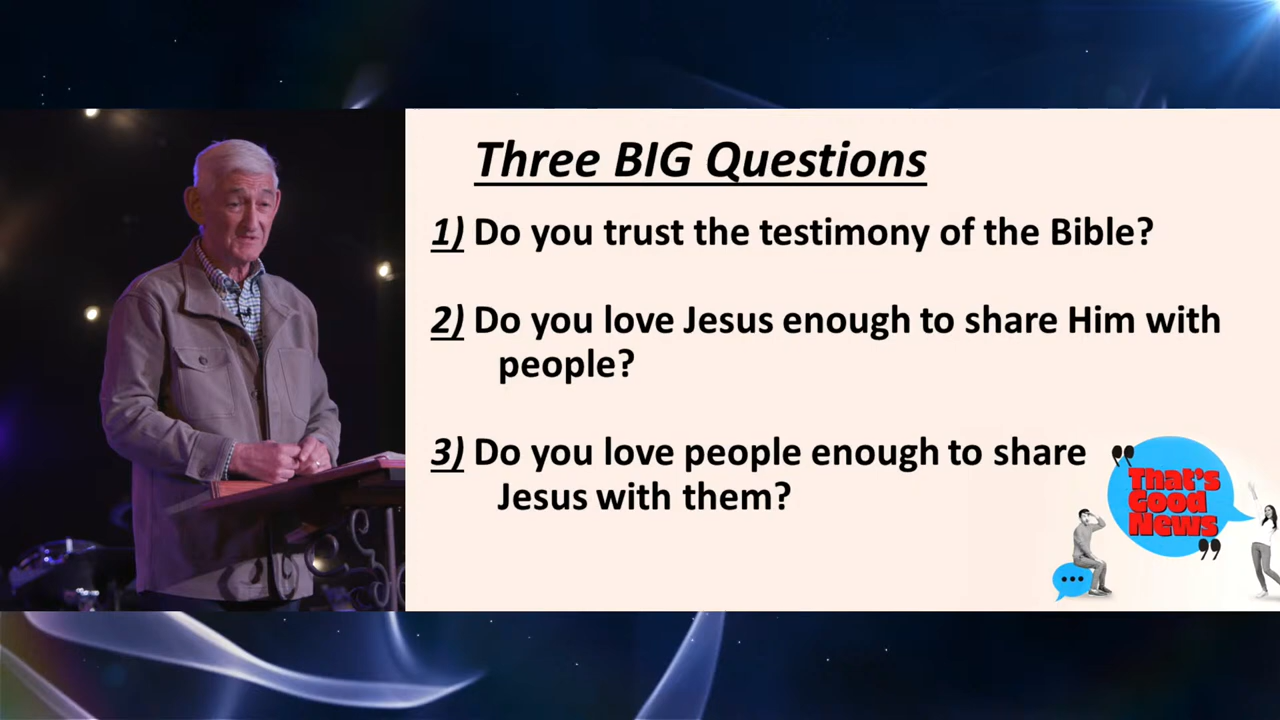 Three BIG Questions
1) Do you trust the testimony of the Bible?
2) Do you love Jesus enough to share Him with
people?
3) Do you love people enough to share
Jesus with them?
"That's
Good
News"